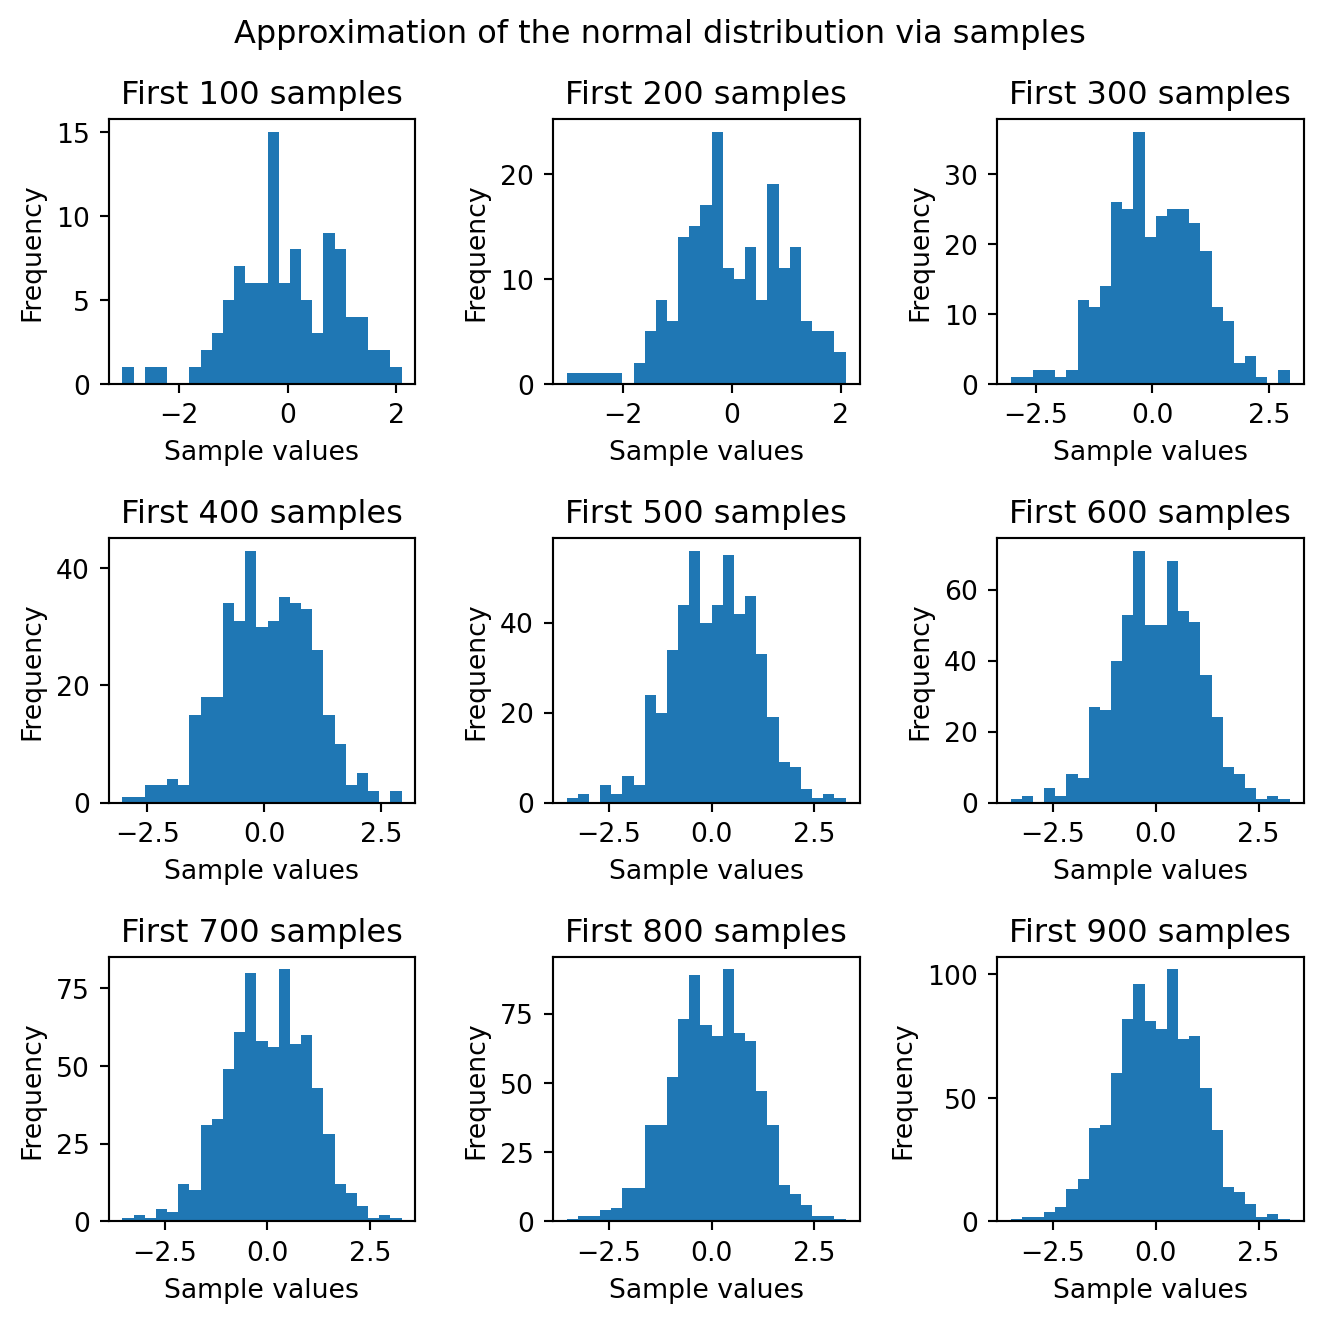 Approximation of the normal distribution via samples
First 100 samples
First 200 samples
First 300 samples
Frequency
15
10
5
0
−2
0
2
Sample values
Frequency
20
10
0
−2
0
2
Sample values
Frequency
30
20
10
0
−2.5
0.0
2.5
Sample values
First 400 samples
First 500 samples
First 600 samples
Frequency
40
20
0
−2.5
0.0
2.5
Sample values
Frequency
40
20
0
−2.5
0.0
2.5
Sample values
Frequency
60
40
20
0
−2.5
0.0
2.5
Sample values
First 700 samples
First 800 samples
First 900 samples
Frequency
75
50
25
0
−2.5
0.0
2.5
Sample values
Frequency
75
50
25
0
−2.5
0.0
2.5
Sample values
Frequency
100
50
0
−2.5
0.0
2.5
Sample values